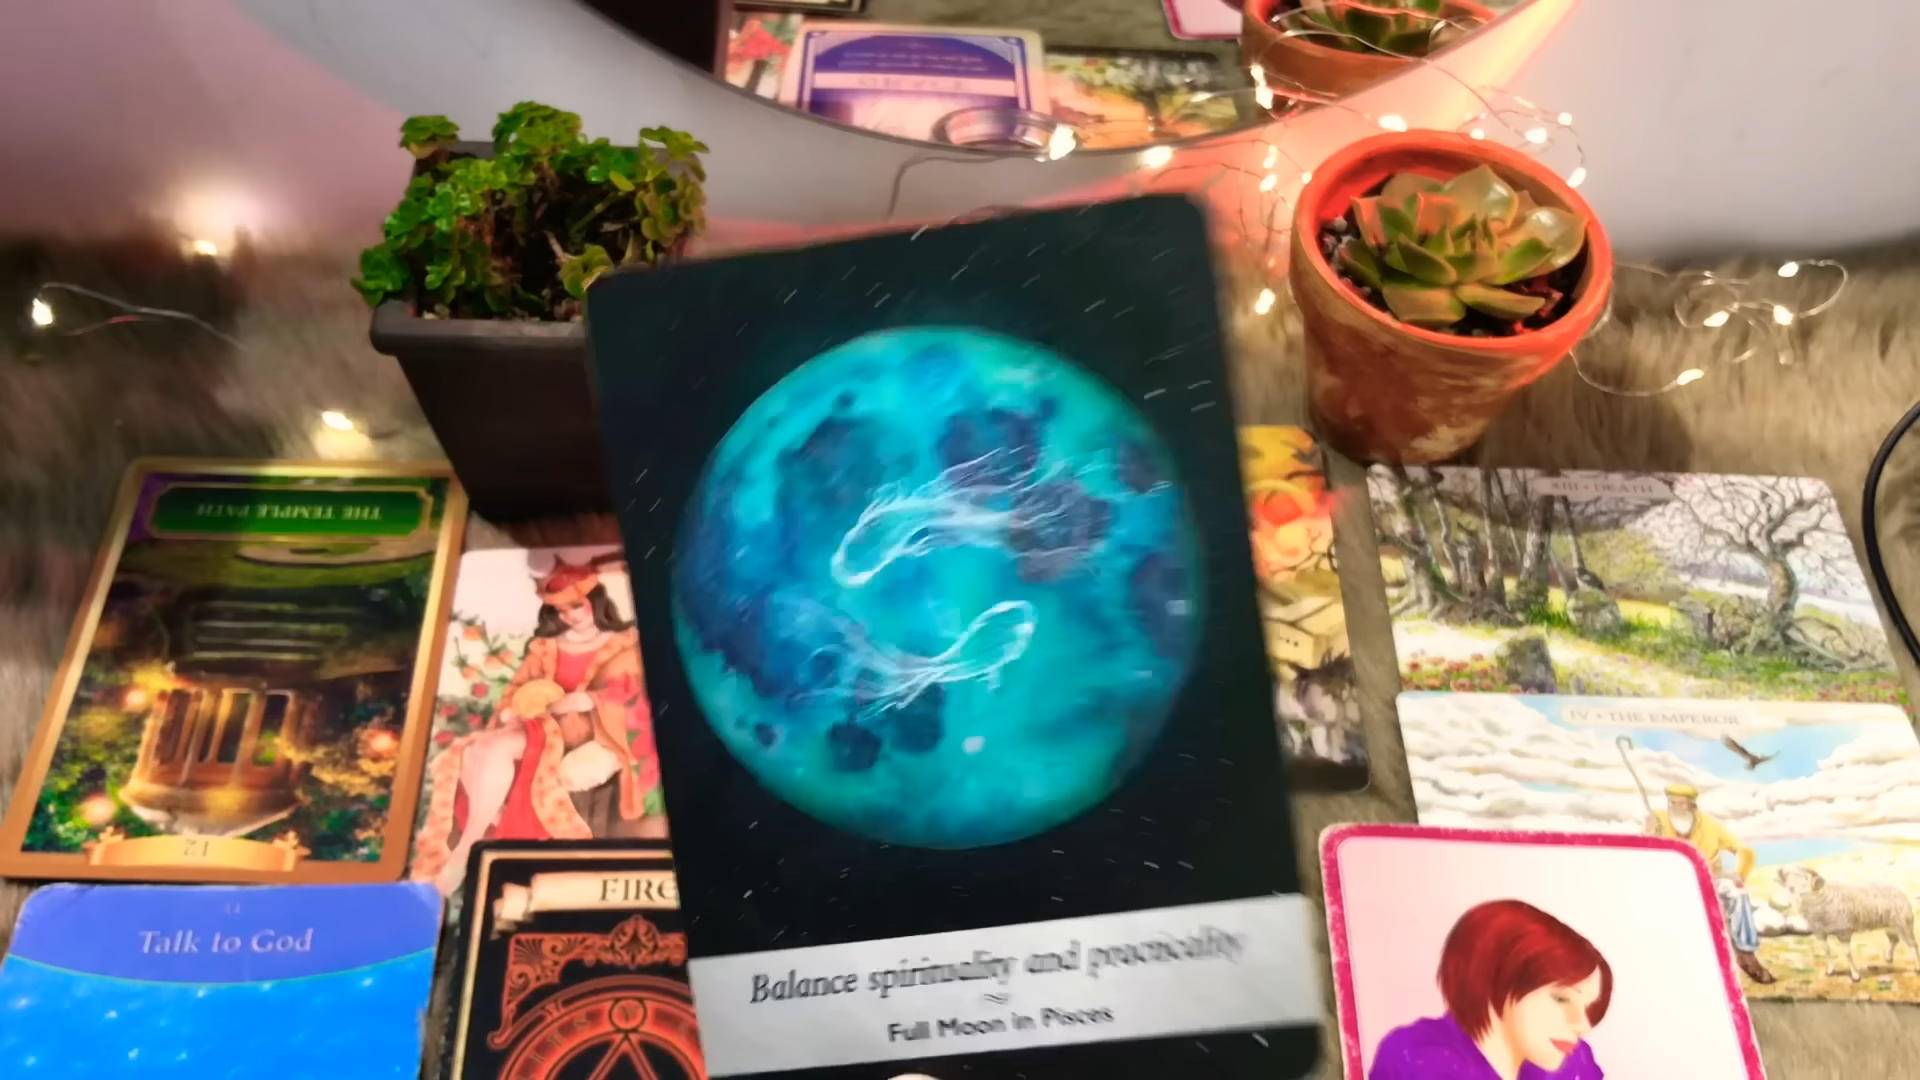 XIII • DEATH
THE TEMPLE PATH
IV • THE EMPEROR
12
FIRE
Talk to God
Balance spirituality and practicality
Full Moon in Pisces